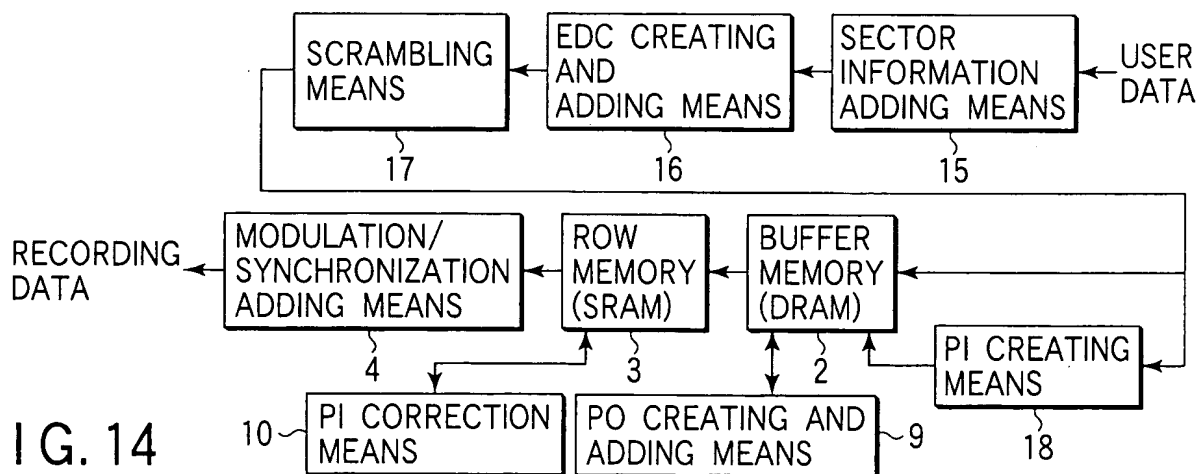 SCRAMBLING
MEANS
17
EDC CREATING
AND
ADDING MEANS
16
SECTOR
INFORMATION
ADDING MEANS
15
USER
DATA
RECORDING
DATA
MODULATION/
SYNCHRONIZATION
ADDING MEANS
4
ROW
MEMORY
(SRAM)
3
BUFFER
MEMORY
(DRAM)
2
PI CREATING
MEANS
18
10
PI CORRECTION
MEANS
PO CREATING AND
ADDING MEANS
9
I G. 14